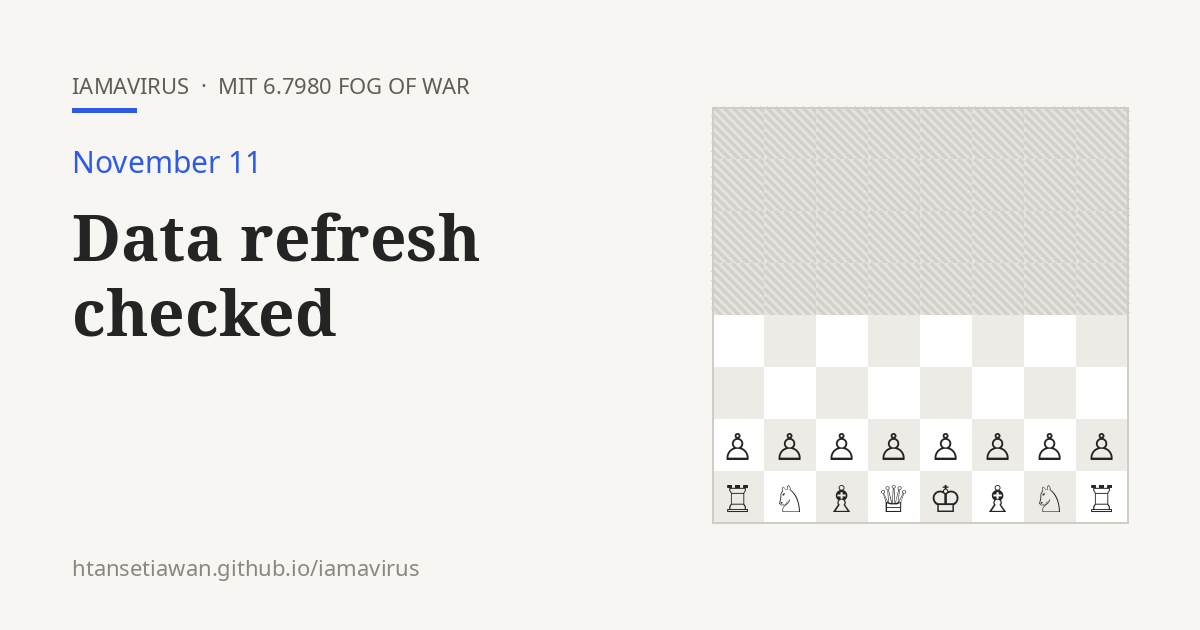 IAMAVIRUS · MIT 6.7980 FOG OF WAR
November 11
Data refresh
checked
♙ ♙ ♙ ♙ ♙ ♙ ♙ ♙
♖ ♘ ♗ ♕ ♔ ♗ ♘ ♖
htansetiawan.github.io/iamavirus